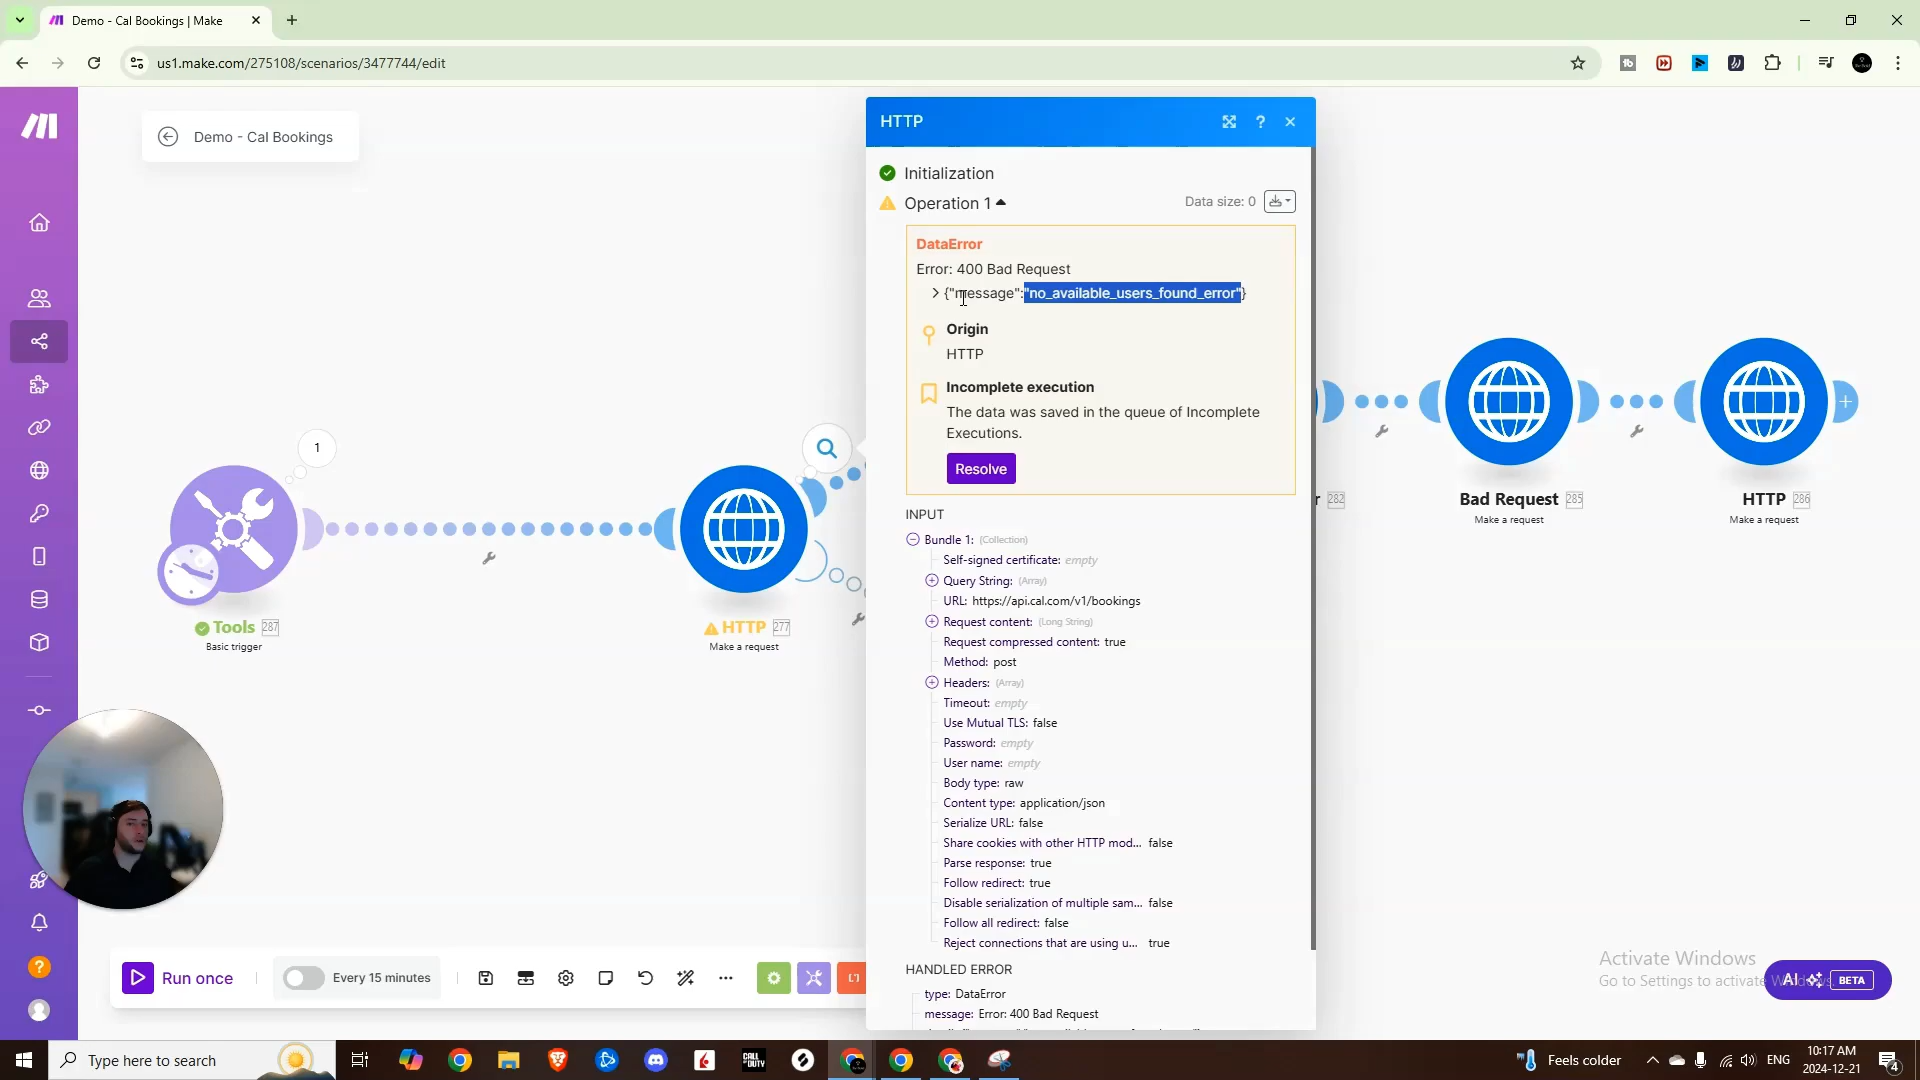 Demo - Cal Bookings | Make
us1.make.com/275108/scenarios/3477744/edit
Demo - Cal Bookings
HTTP
?
Initialization
Operation 1
Data size: 0
DataError
Error: 400 Bad Request
{"message":"no_available_users_found_error"}
Origin
HTTP
Incomplete execution
The data was saved in the queue of Incomplete
Executions.
Resolve
INPUT
Bundle 1: (Collection)
Self-signed certificate: empty
Query String: (Array)
URL: https://api.cal.com/v1/bookings
Request content: (Long String)
Request compressed content: true
Method: post
Headers: (Array)
Timeout: empty
Use Mutual TLS: false
Password: empty
User name: empty
Body type: raw
Content type: application/json
Serialize URL: false
Share cookies with other HTTP mod... false
Parse response: true
Follow redirect: true
Disable serialization of multiple sam... false
Follow all redirect: false
Reject connections that are using u... true
HANDLED ERROR
type: DataError
message: Error: 400 Bad Request
1
Tools 287
Basic trigger
HTTP 277
Make a request
r 282
Bad Request 285
Make a request
HTTP 286
Make a request
Run once
Every 15 minutes
Activate Windows
Go to Settings to activate
AI BETA
Type here to search
CALL OF DUTY
Feels colder
ENG
10:17 AM
2024-12-21
4